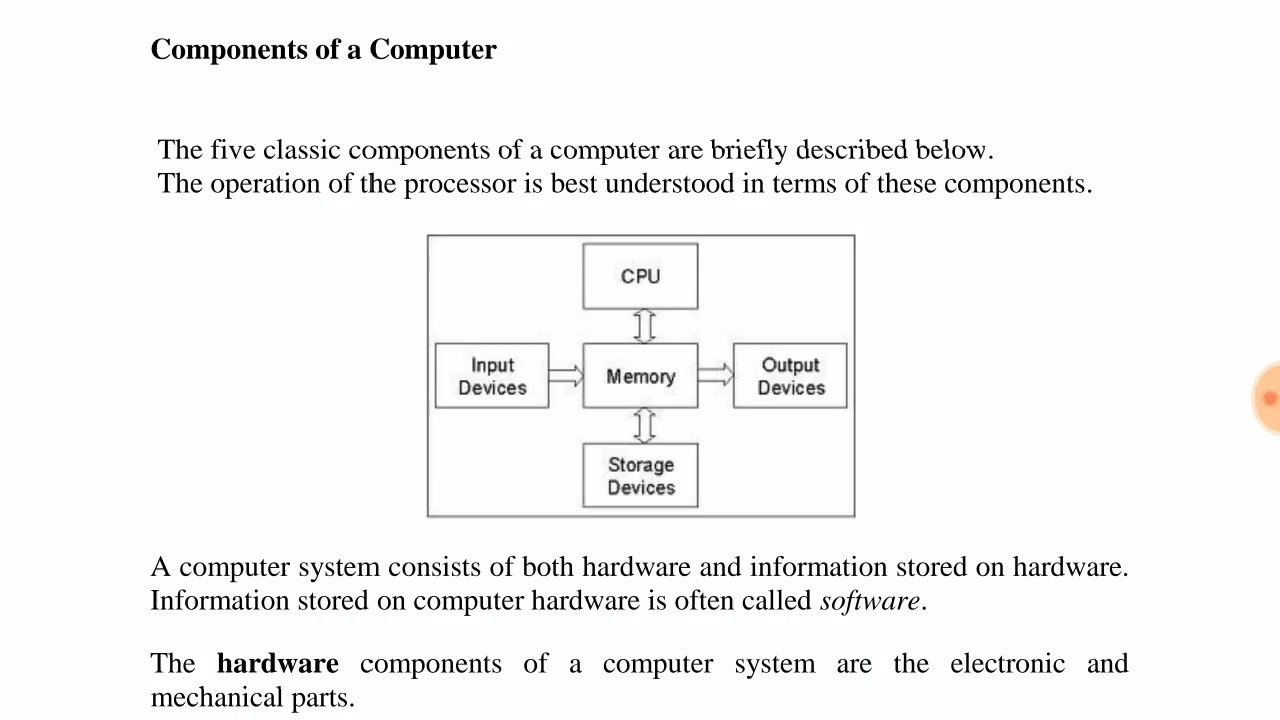 Components of a Computer
The five classic components of a computer are briefly described below.
The operation of the processor is best understood in terms of these components.
CPU
Input
Devices
Memory
Output
Devices
Storage
Devices
A computer system consists of both hardware and information stored on hardware.
Information stored on computer hardware is often called software.
The hardware components of a computer system are the electronic and
mechanical parts.